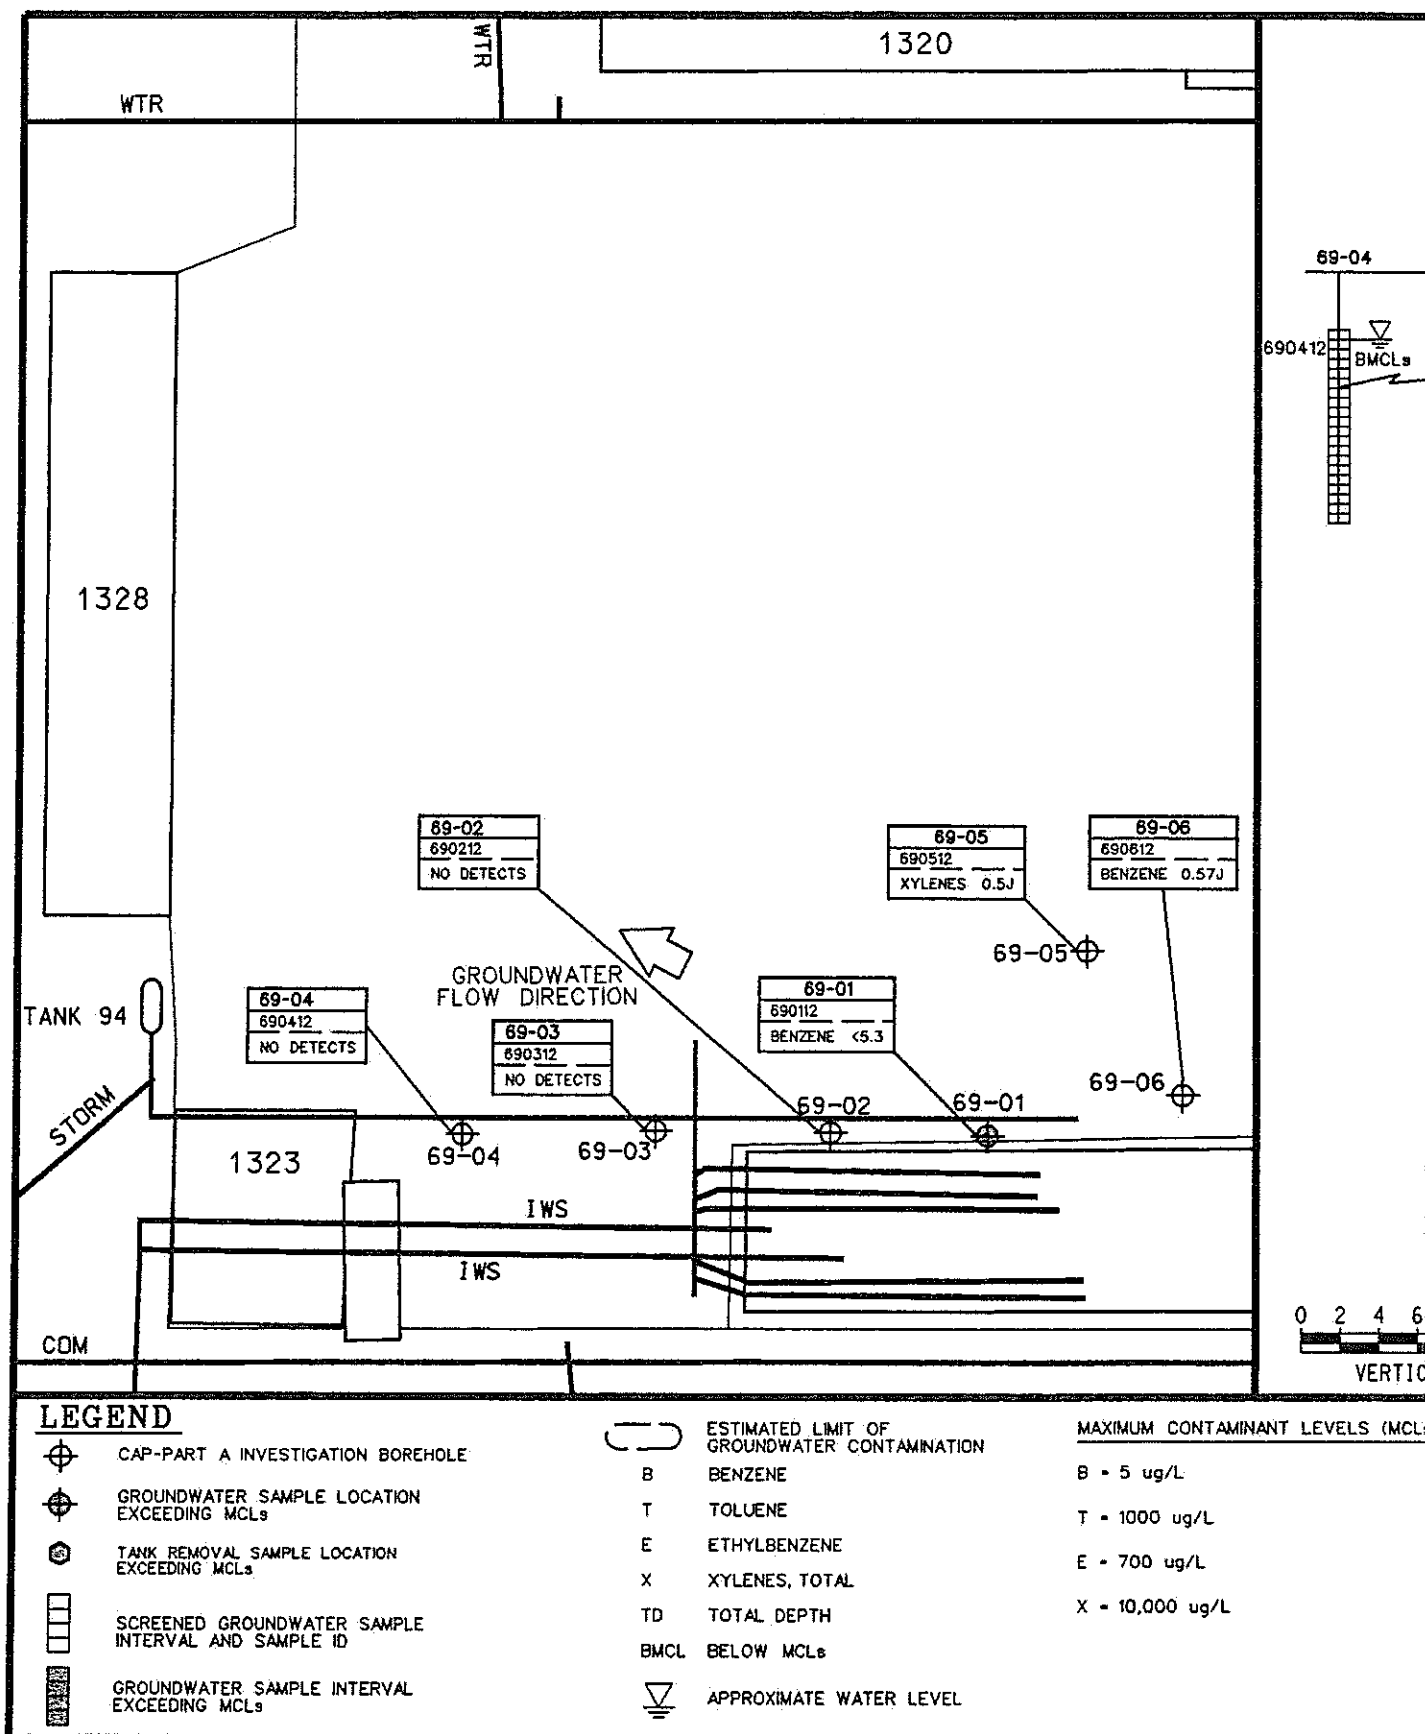 1320
WTR
WTR
69-04
690412
BMCLs
1328
69-02
690212
NO DETECTS
69-05
690512
XYLENES 0.5J
69-06
690612
BENZENE 0.57J
69-05
GROUNDWATER
FLOW DIRECTION
69-01
690112
BENZENE <5.3
69-04
690412
NO DETECTS
TANK 94
69-03
690312
NO DETECTS
69-06
69-02
69-01
STORM
69-04
69-03
1323
IWS
IWS
COM
0 2 4 6
VERTIC
LEGEND
CAP-PART A INVESTIGATION BOREHOLE
GROUNDWATER SAMPLE LOCATION
EXCEEDING MCLs
TANK REMOVAL SAMPLE LOCATION
EXCEEDING MCLs
SCREENED GROUNDWATER SAMPLE
INTERVAL AND SAMPLE ID
GROUNDWATER SAMPLE INTERVAL
EXCEEDING MCLs
ESTIMATED LIMIT OF
GROUNDWATER CONTAMINATION
B BENZENE
T TOLUENE
E ETHYLBENZENE
X XYLENES, TOTAL
TD TOTAL DEPTH
BMCL BELOW MCLs
APPROXIMATE WATER LEVEL
MAXIMUM CONTAMINANT LEVELS (MCLs
B = 5 ug/L
T = 1000 ug/L
E = 700 ug/L
X = 10,000 ug/L